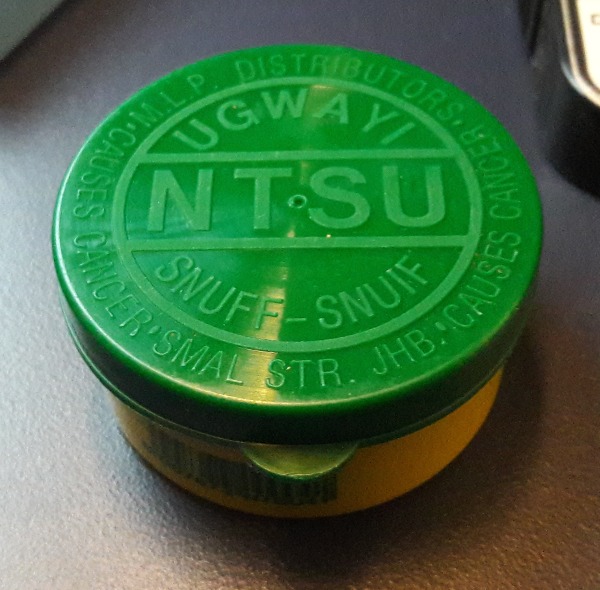 •M.L.P. DISTRIBUTORS•
CAUSES CANCER
•SMAL STR. JHB.•
CAUSES CANCER
UGWAYI
NTSU
SNUFF–SNUIF